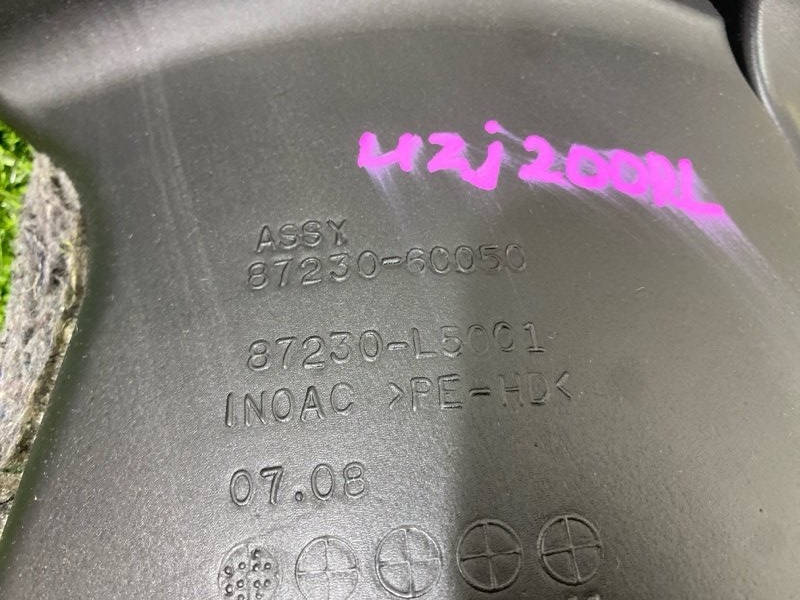 uzj200RL
ASSY
87230-60050
87230-L5001
INOAC >PE-HD<
07.08